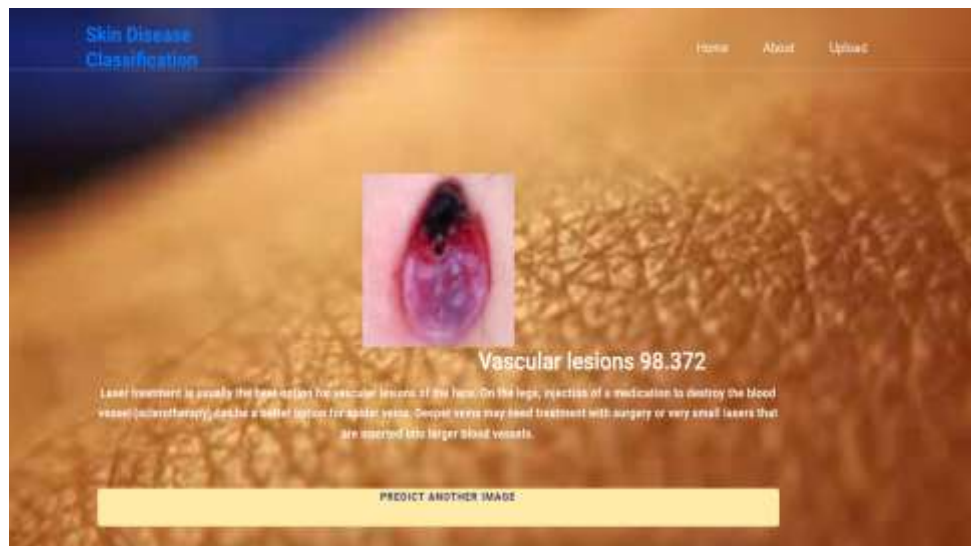 Skin Disease
Classification
Home
About
Upload
Vascular lesions 98.372
Laser treatment is usually the best option for vascular lesions of the face. On the legs, injection of a medication to destroy the blood
vessel (sclerotherapy) can be a better option for spider veins. Deeper veins may need treatment with surgery or very small lasers that
are inserted into larger blood vessels.
PREDICT ANOTHER IMAGE